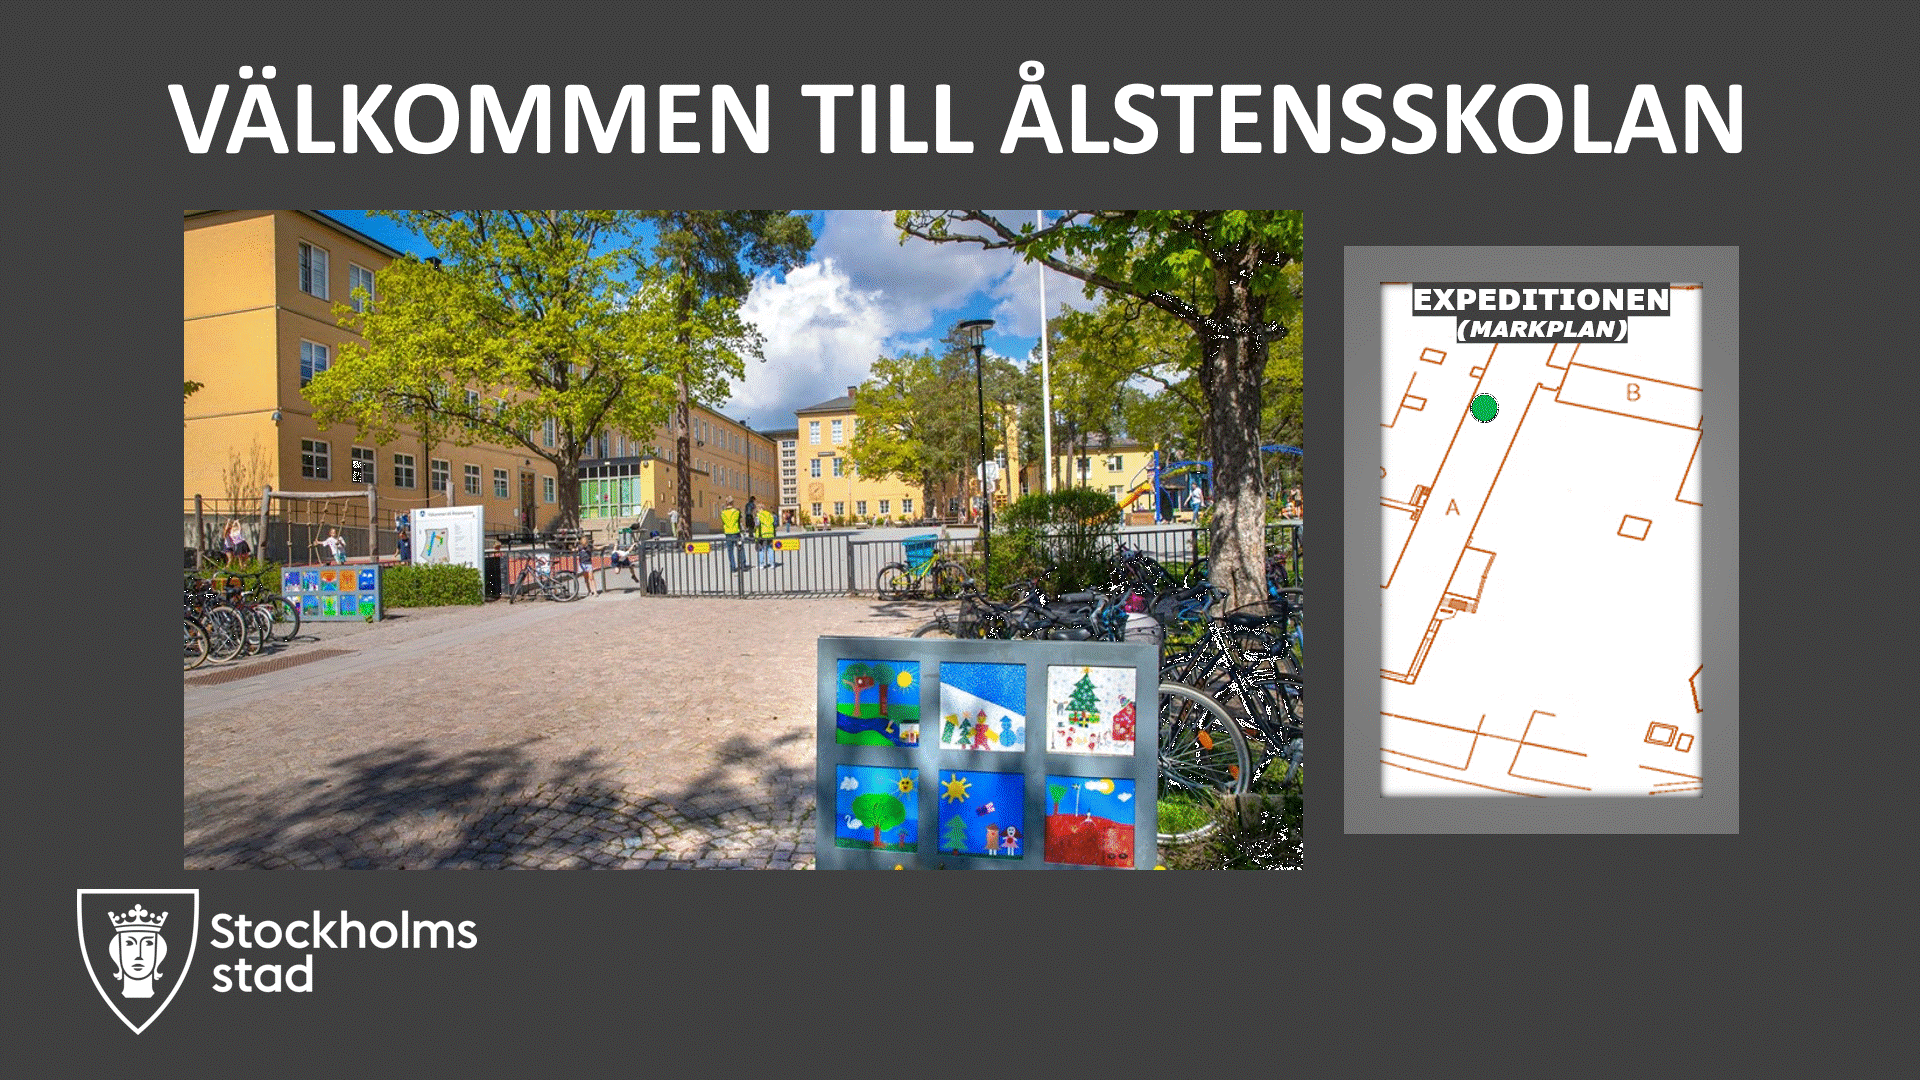 VÄLKOMMEN TILL ÅLSTENSSKOLAN
EXPEDITIONEN
(MARKPLAN)
B
A
Stockholms
stad